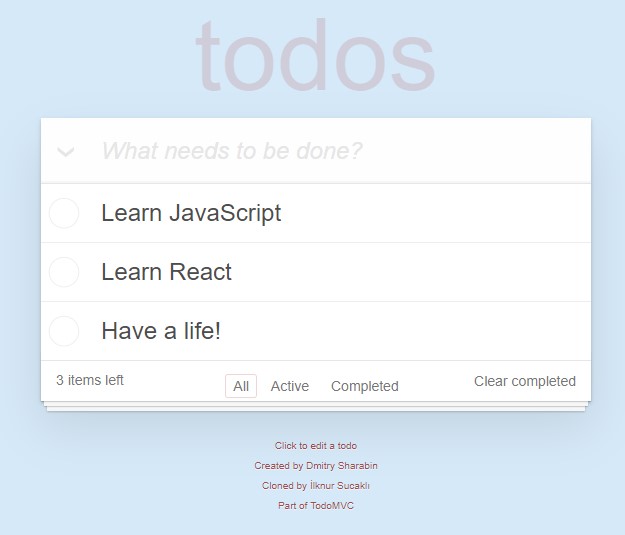 todos
What needs to be done?
Learn JavaScript
Learn React
Have a life!
3 items left All Active Completed Clear completed
Click to edit a todo
Created by Dmitry Sharabin
Cloned by İlknur Sucaklı
Part of TodoMVC